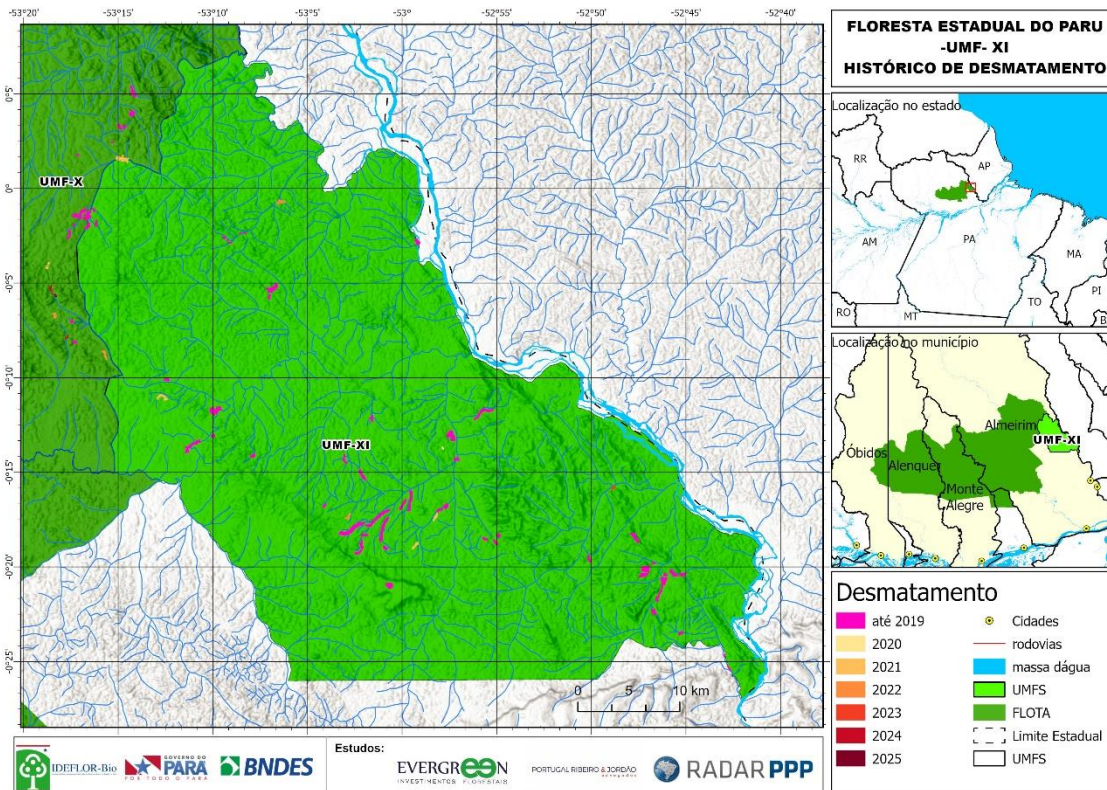 -53°20' -53°15' -53°10' -53°5' -53° -52°55' -52°50' -52°45' -52°40'
0°5'
0°
-0°5'
-0°10'
-0°15'
-0°20'
-0°25'
UMF-X
UMF-XI
0 5 10 km
FLORESTA ESTADUAL DO PARU
-UMF- XI
HISTÓRICO DE DESMATAMENTO
Localização no estado
RR
AP
AM
PA
MA
PI
RO
MT
TO
B
Localização no município
Almeirim
UMF-XI
Óbidos
Alenquer
Monte
Alegre
Desmatamento
até 2019
2020
2021
2022
2023
2024
2025
Cidades
rodovias
massa dágua
UMFS
FLOTA
Limite Estadual
UMFS
IDEFLOR-Bio
GOVERNO DO
PARÁ
POR TODO O PARÁ
BNDES
Estudos:
EVERGREEN
INVESTIMENTOS FLORESTAIS
PORTUGAL RIBEIRO & JORDÃO
advogados
RADAR PPP